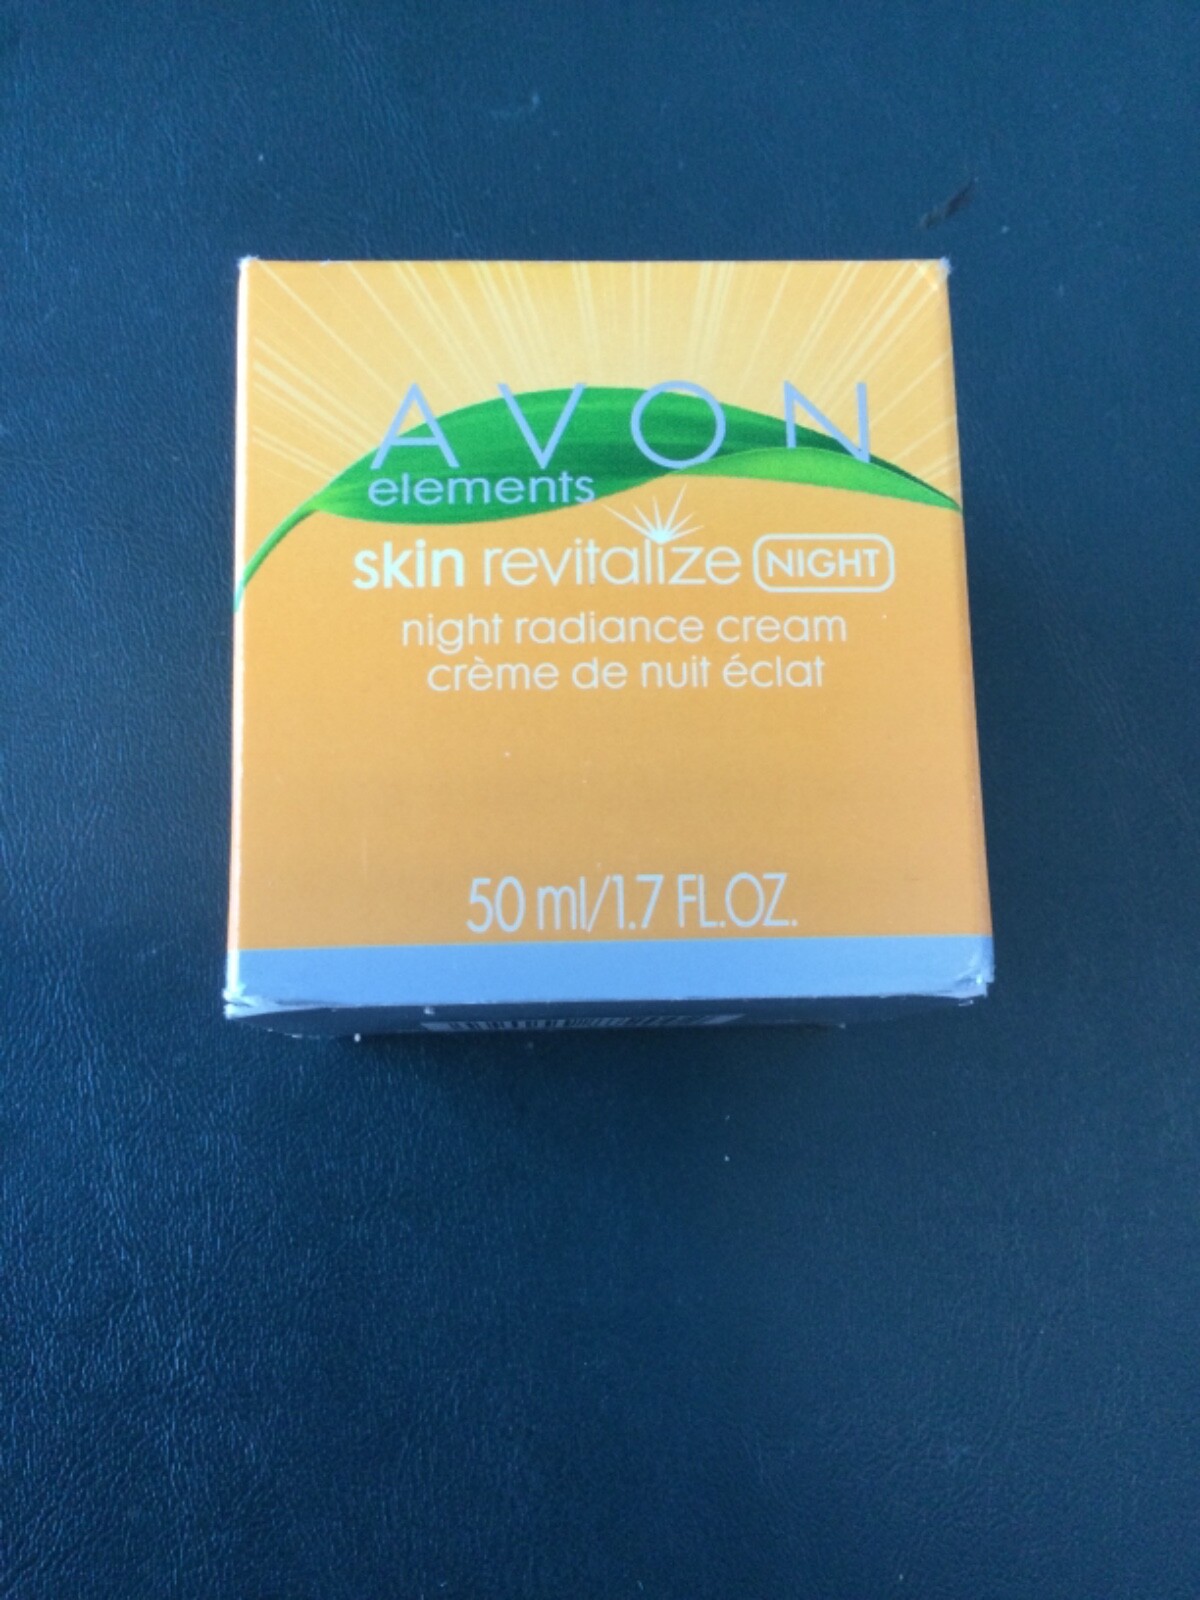 AVON
elements
skin revitalize NIGHT
night radiance cream
crème de nuit éclat
50 ml/1.7 FL.OZ.